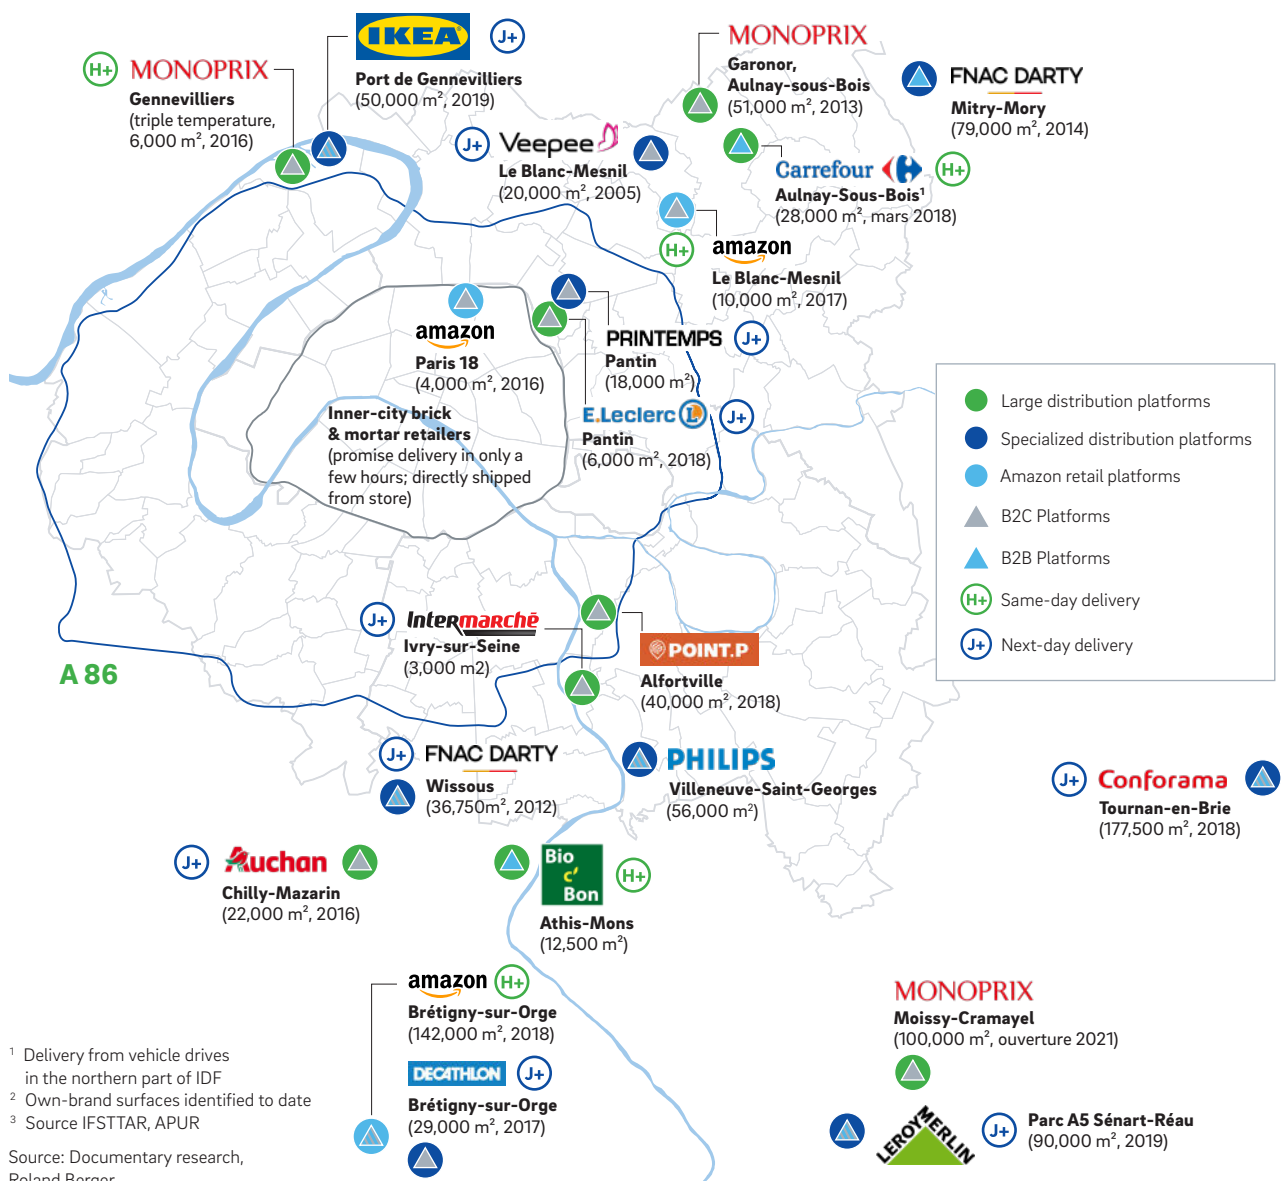 IKEA
J+
Port de Gennevilliers
(50,000 m², 2019)
H+
MONOPRIX
Gennevilliers
(triple temperature,
6,000 m², 2016)
MONOPRIX
Garonor,
Aulnay-sous-Bois
(51,000 m², 2013)
FNAC DARTY
Mitry-Mory
(79,000 m², 2014)
J+
Veepee
Le Blanc-Mesnil
(20,000 m², 2005)
Carrefour
H+
Aulnay-Sous-Bois¹
(28,000 m², mars 2018)
H+
amazon
Le Blanc-Mesnil
(10,000 m², 2017)
amazon
Paris 18
(4,000 m², 2016)
PRINTEMPS
J+
Pantin
(18,000 m²)
E.Leclerc L
J+
Pantin
(6,000 m², 2018)
Inner-city brick
& mortar retailers
(promise delivery in only a
few hours; directly shipped
from store)
Large distribution platforms
Specialized distribution platforms
Amazon retail platforms
B2C Platforms
B2B Platforms
H+ Same-day delivery
J+ Next-day delivery
J+
Intermarché
Ivry-sur-Seine
(3,000 m2)
A 86
POINT.P
Alfortville
(40,000 m², 2018)
J+
FNAC DARTY
Wissous
(36,750m², 2012)
PHILIPS
Villeneuve-Saint-Georges
(56,000 m²)
J+
Conforama
Tournan-en-Brie
(177,500 m², 2018)
J+
Auchan
Chilly-Mazarin
(22,000 m², 2016)
Bio
c'
Bon
H+
Athis-Mons
(12,500 m²)
amazon
H+
Brétigny-sur-Orge
(142,000 m², 2018)
DECATHLON
J+
Brétigny-sur-Orge
(29,000 m², 2017)
MONOPRIX
Moissy-Cramayel
(100,000 m², ouverture 2021)
LEROY MERLIN
J+
Parc A5 Sénart-Réau
(90,000 m², 2019)
¹ Delivery from vehicle drives
in the northern part of IDF
² Own-brand surfaces identified to date
³ Source IFSTTAR, APUR
Source: Documentary research,
Roland Berger